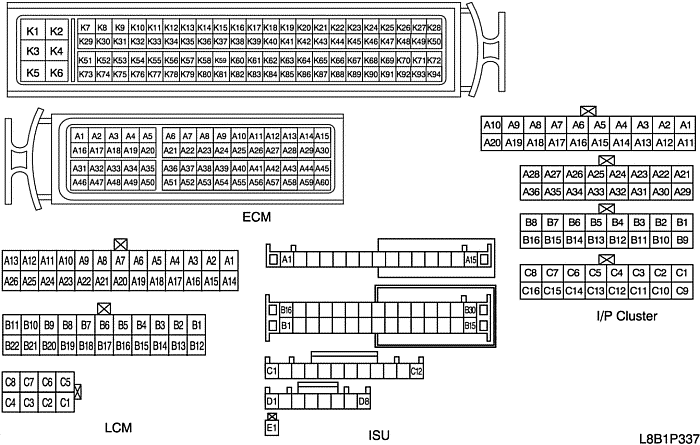 K1 K2 K7 K8 K9 K10 K11 K12 K13 K14 K15 K16 K17 K18 K19 K20 K21 K22 K23 K24 K25 K26 K27 K28
K29 K30 K31 K32 K33 K34 K35 K36 K37 K38 K39 K40 K41 K42 K43 K44 K45 K46 K47 K48 K49 K50
K3 K4
K51 K52 K53 K54 K55 K56 K57 K58 K59 K60 K61 K62 K63 K64 K65 K66 K67 K68 K69 K70 K71 K72
K5 K6 K73 K74 K75 K76 K77 K78 K79 K80 K81 K82 K83 K84 K85 K86 K87 K88 K89 K90 K91 K92 K93 K94
A1 A2 A3 A4 A5 A6 A7 A8 A9 A10 A11 A12 A13 A14 A15
A16 A17 A18 A19 A20 A21 A22 A23 A24 A25 A26 A27 A28 A29 A30
A31 A32 A33 A34 A35 A36 A37 A38 A39 A40 A41 A42 A43 A44 A45
A46 A47 A48 A49 A50 A51 A52 A53 A54 A55 A56 A57 A58 A59 A60
ECM
A10 A9 A8 A7 A6 A5 A4 A3 A2 A1
A20 A19 A18 A17 A16 A15 A14 A13 A12 A11
A28 A27 A26 A25 A24 A23 A22 A21
A36 A35 A34 A33 A32 A31 A30 A29
B8 B7 B6 B5 B4 B3 B2 B1
B16 B15 B14 B13 B12 B11 B10 B9
C8 C7 C6 C5 C4 C3 C2 C1
C16 C15 C14 C13 C12 C11 C10 C9
I/P Cluster
A13 A12 A11 A10 A9 A8 A7 A6 A5 A4 A3 A2 A1
A26 A25 A24 A23 A22 A21 A20 A19 A18 A17 A16 A15 A14
B11 B10 B9 B8 B7 B6 B5 B4 B3 B2 B1
B22 B21 B20 B19 B18 B17 B16 B15 B14 B13 B12
C8 C7 C6 C5
C4 C3 C2 C1
LCM
A1 A15
B16 B30
B1 B15
C1 C12
D1 D8
E1
ISU
L8B1P337